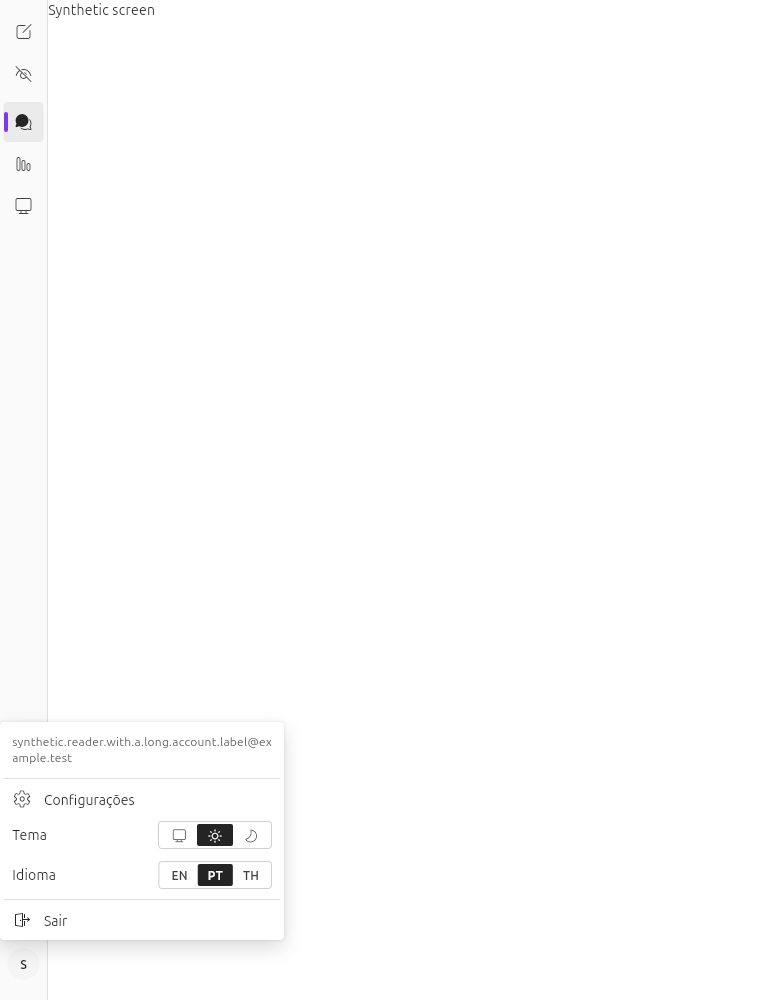 Synthetic screen
synthetic.reader.with.a.long.account.label@ex
ample.test
Configurações
Tema
Idioma EN PT TH
Sair
S